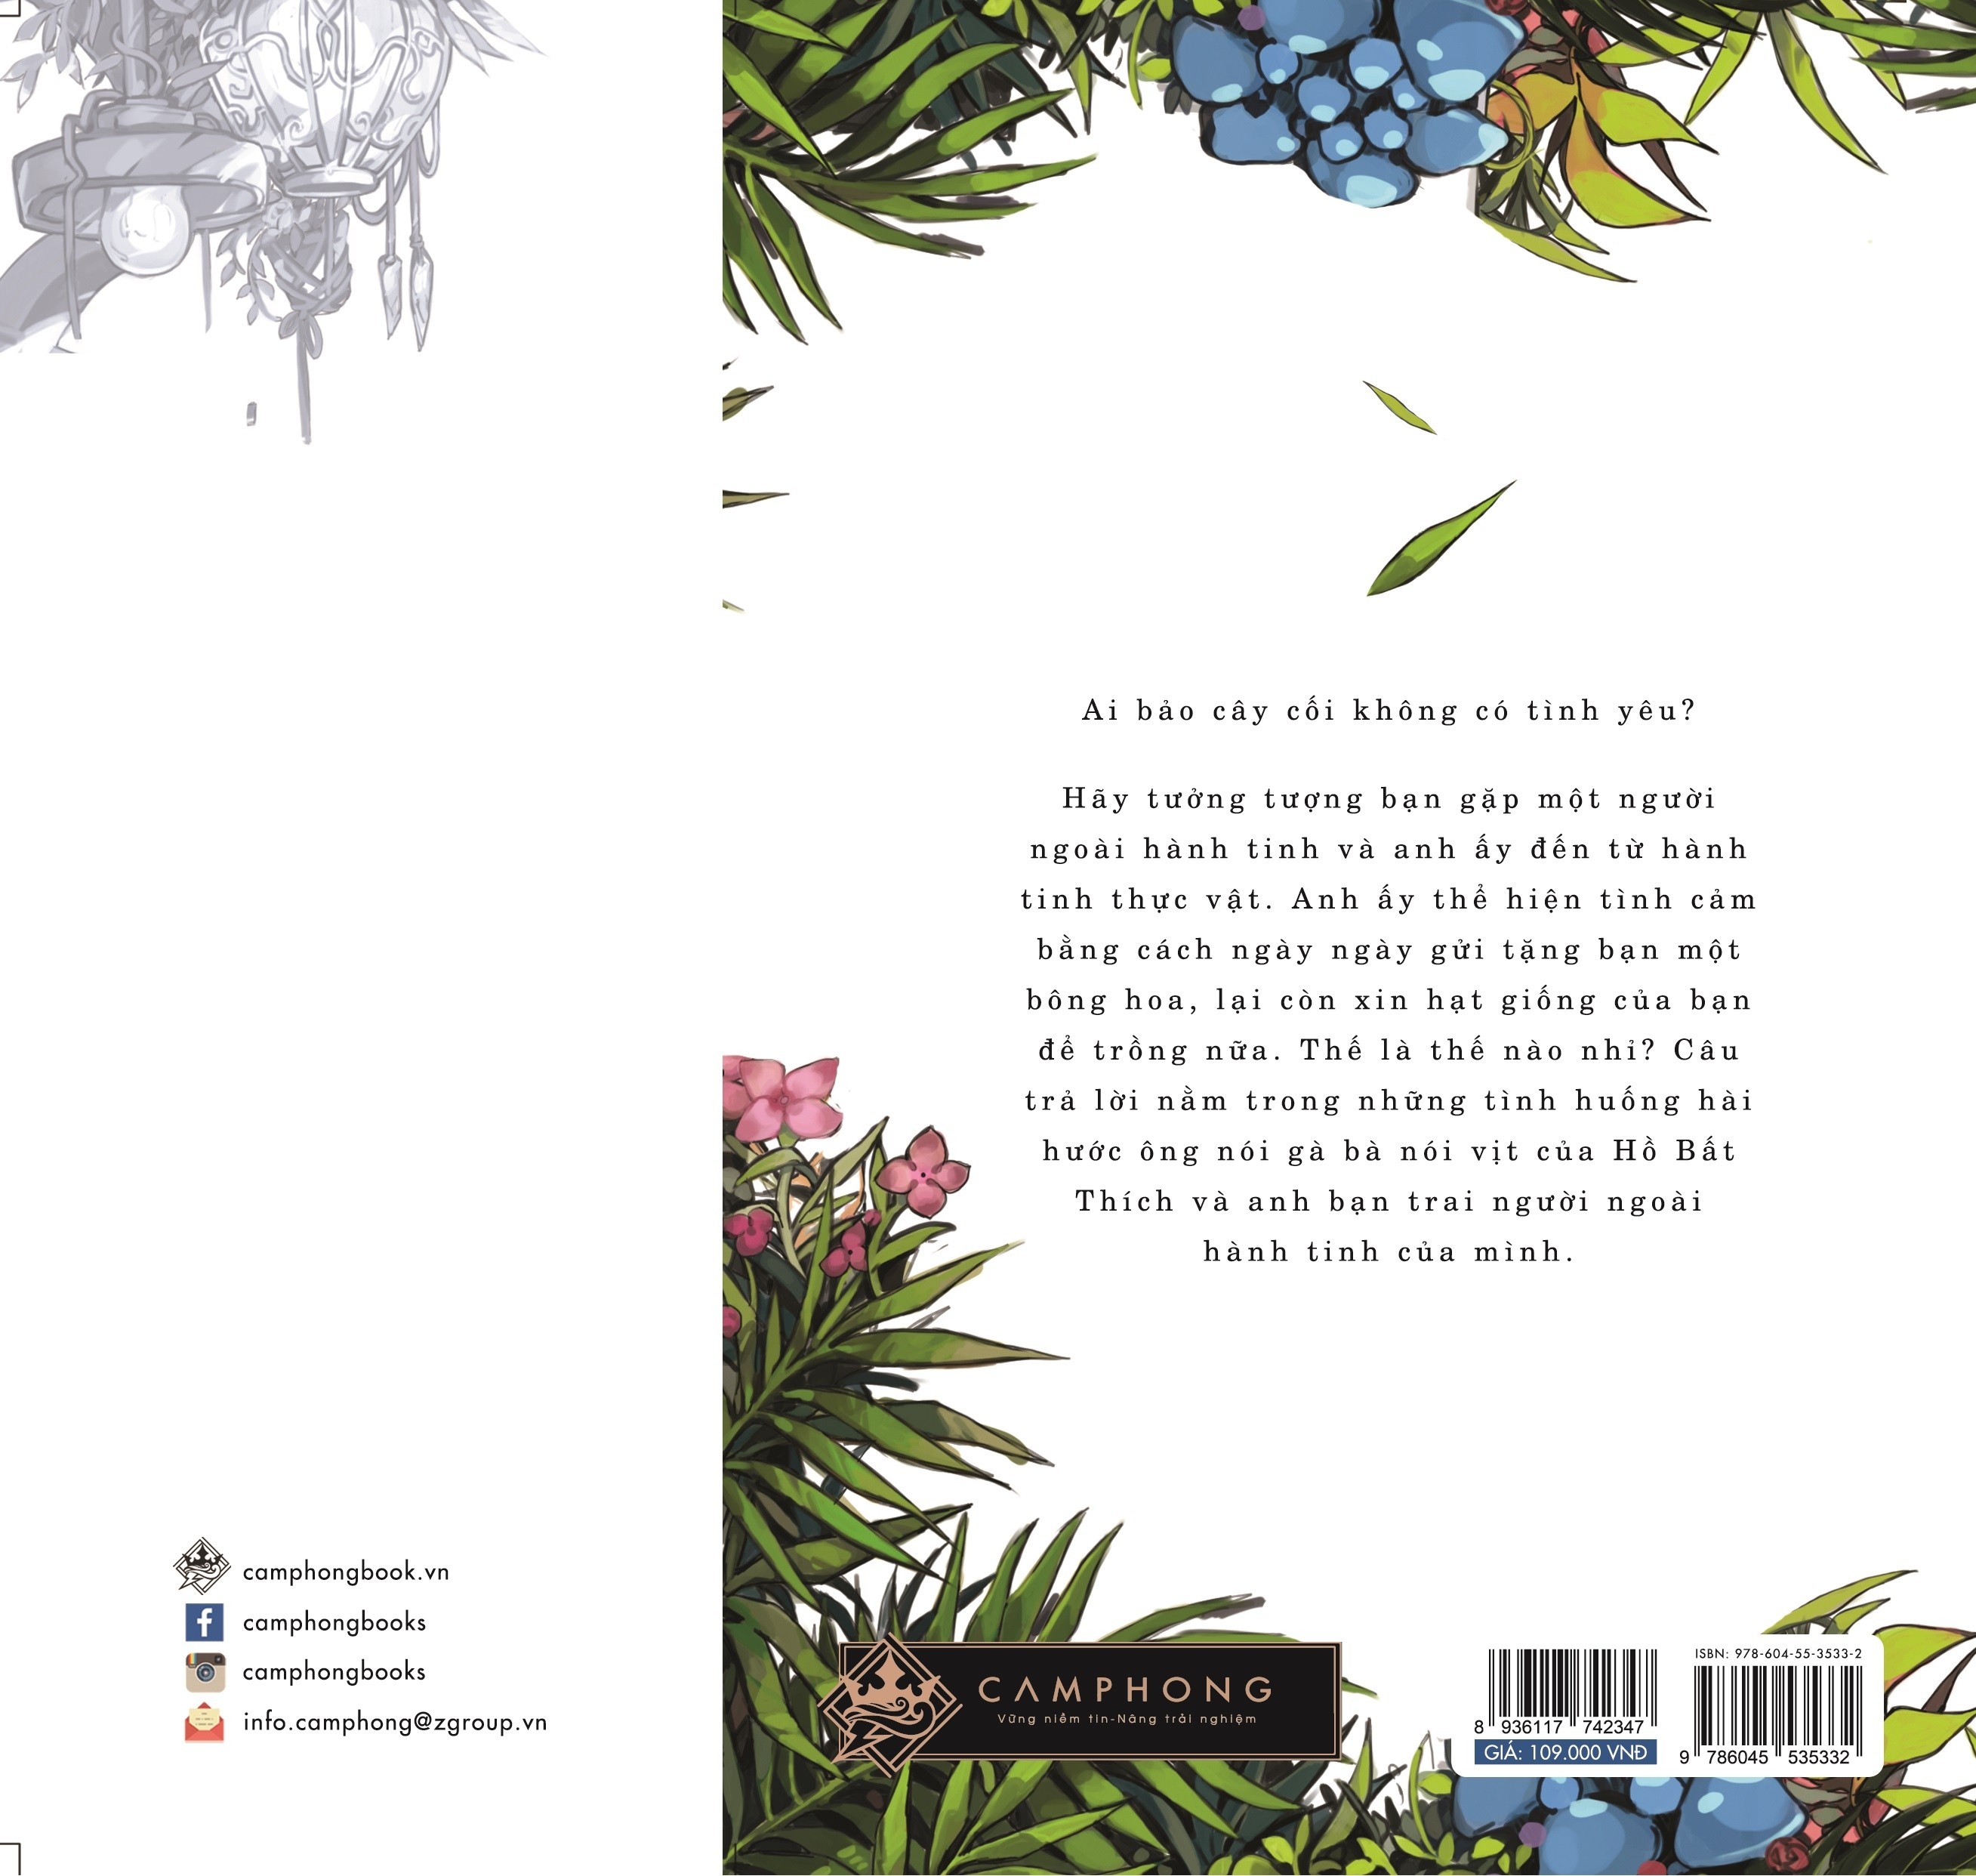 Ai bảo cây cối không có tình yêu?
Hãy tưởng tượng bạn gặp một người
ngoài hành tinh và anh ấy đến từ hành
tinh thực vật. Anh ấy thể hiện tình cảm
bằng cách ngày ngày gửi tặng bạn một
bông hoa, lại còn xin hạt giống của bạn
để trồng nữa. Thế là thế nào nhỉ? Câu
trả lời nằm trong những tình huống hài
hước ông nói gà bà nói vịt của Hồ Bất
Thích và anh bạn trai người ngoài
hành tinh của mình.
camphongbook.vn
camphongbooks
camphongbooks
info.camphong@zgroup.vn
CAMPHONG
Vững niềm tin-Nâng trải nghiệm
8 936117 742347
GIÁ: 109.000 VNĐ
ISBN: 978-604-55-3533-2
9 786045 535332